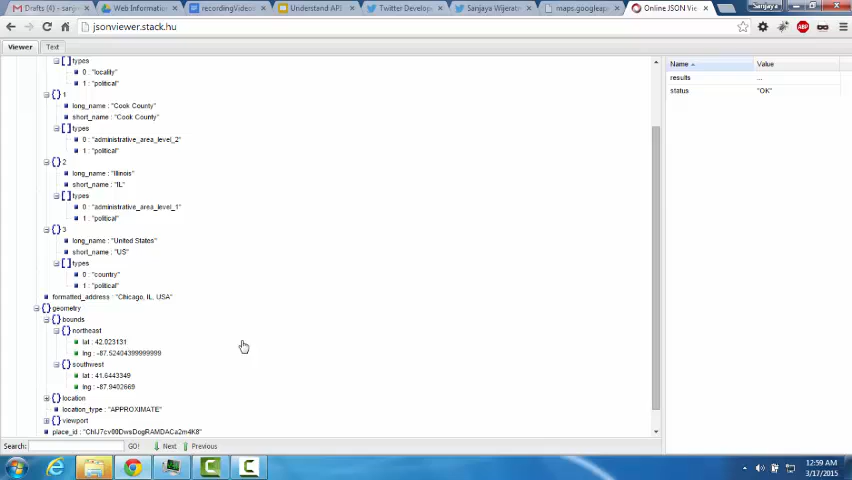 Sanjaya
Drafts (4) - sanj
Web Information
recordingVideo
Understand API
Twitter Develope
Sanjaya Wijerat
maps.googleap
Online JSON Vie
jsonviewer.stack.hu
Viewer Text
Name Value
results ...
status "OK"
types
0 : "locality"
1 : "political"
1
long_name : "Cook County"
short_name : "Cook County"
types
0 : "administrative_area_level_2"
1 : "political"
2
long_name : "Illinois"
short_name : "IL"
types
0 : "administrative_area_level_1"
1 : "political"
3
long_name : "United States"
short_name : "US"
types
0 : "country"
1 : "political"
formatted_address : "Chicago, IL, USA"
geometry
bounds
northeast
lat : 42.023131
lng : -87.52404399999999
southwest
lat : 41.6443349
lng : -87.9402669
location
location_type : "APPROXIMATE"
viewport
place_id : "ChIJ7cv00DwsDogRAMDACa2m4K8"
Search: GO! Next Previous
12:59 AM
3/17/2015